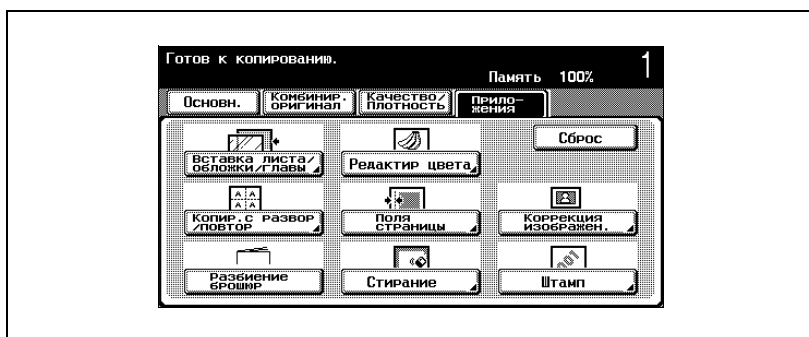 Готов к копированию.
Память 100%
1
Основн.
Комбинир.
оригинал
Качество/
Плотность
Прило-
жения
Сброс
Вставка листа/
обложки/главы
Редактир цвета
A A
A A
Копир.с развор
/повтор
Поля
страницы
Коррекция
изображен.
001
Разбиение
брошюр
Стирание
Штамп